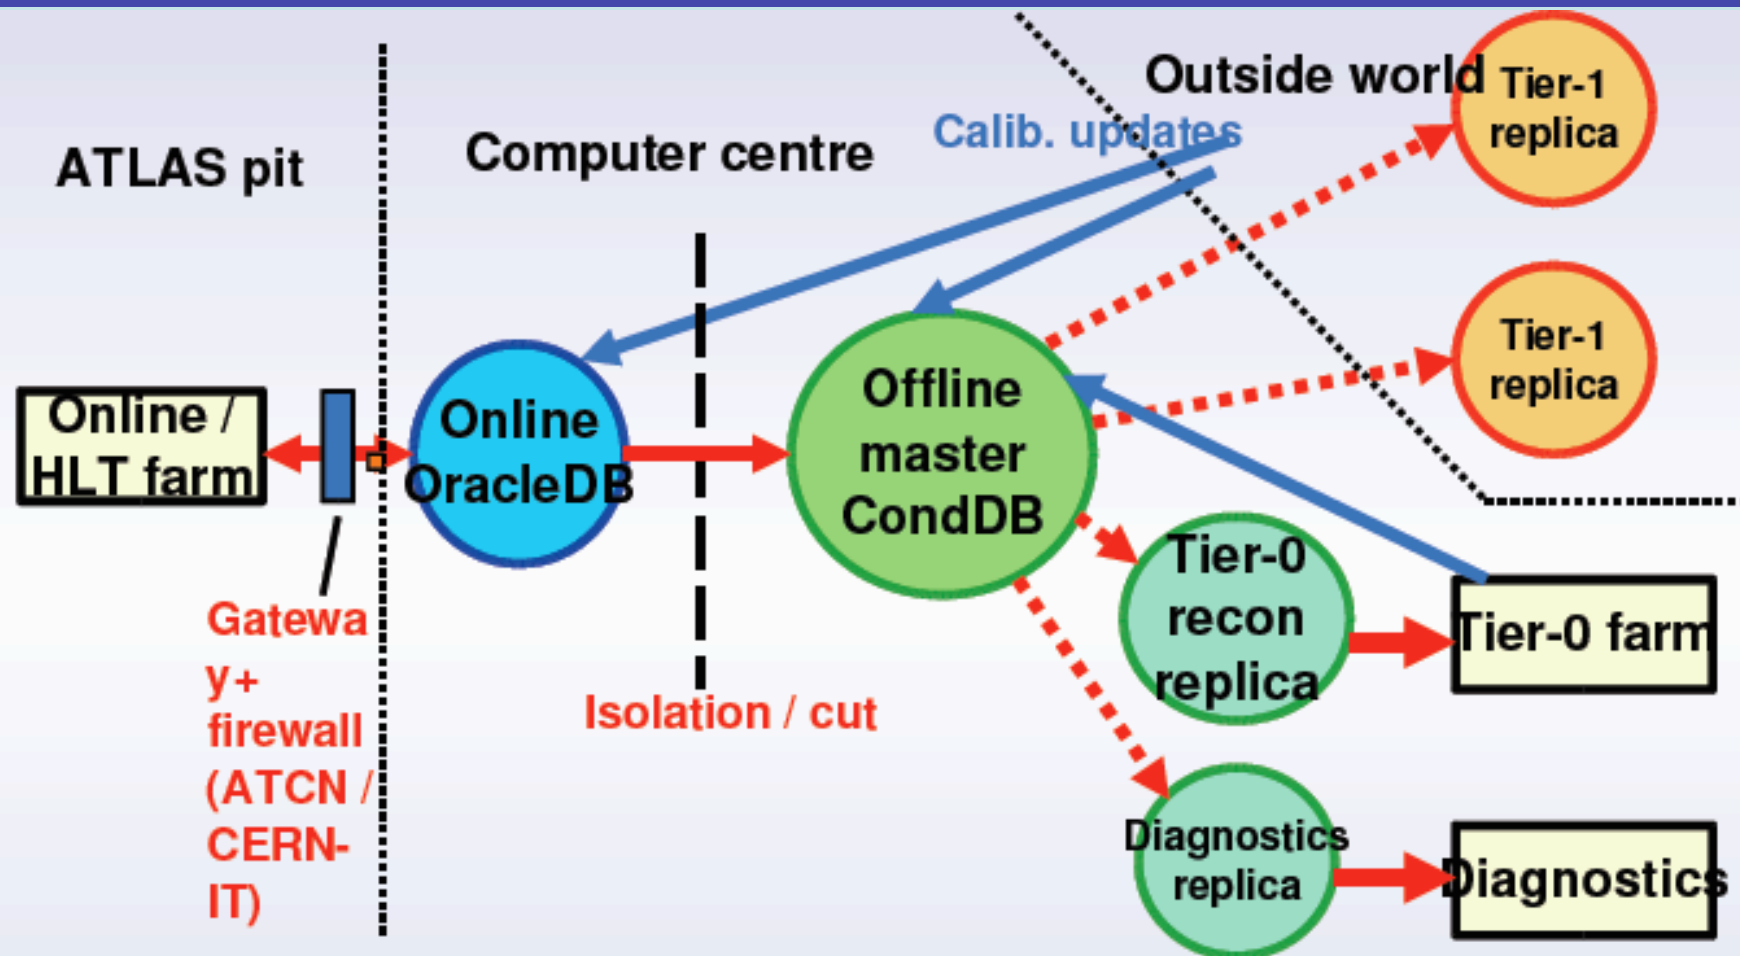 ATLAS pit
Computer centre
Outside world
Calib. updates
Tier-1
replica
Tier-1
replica
Online /
HLT farm
Online
OracleDB
Offline
master
CondDB
Tier-0
recon
replica
Tier-0 farm
Gatewa
y+
firewall
(ATCN /
CERN-
IT)
Isolation / cut
Diagnostics
replica
Diagnostics